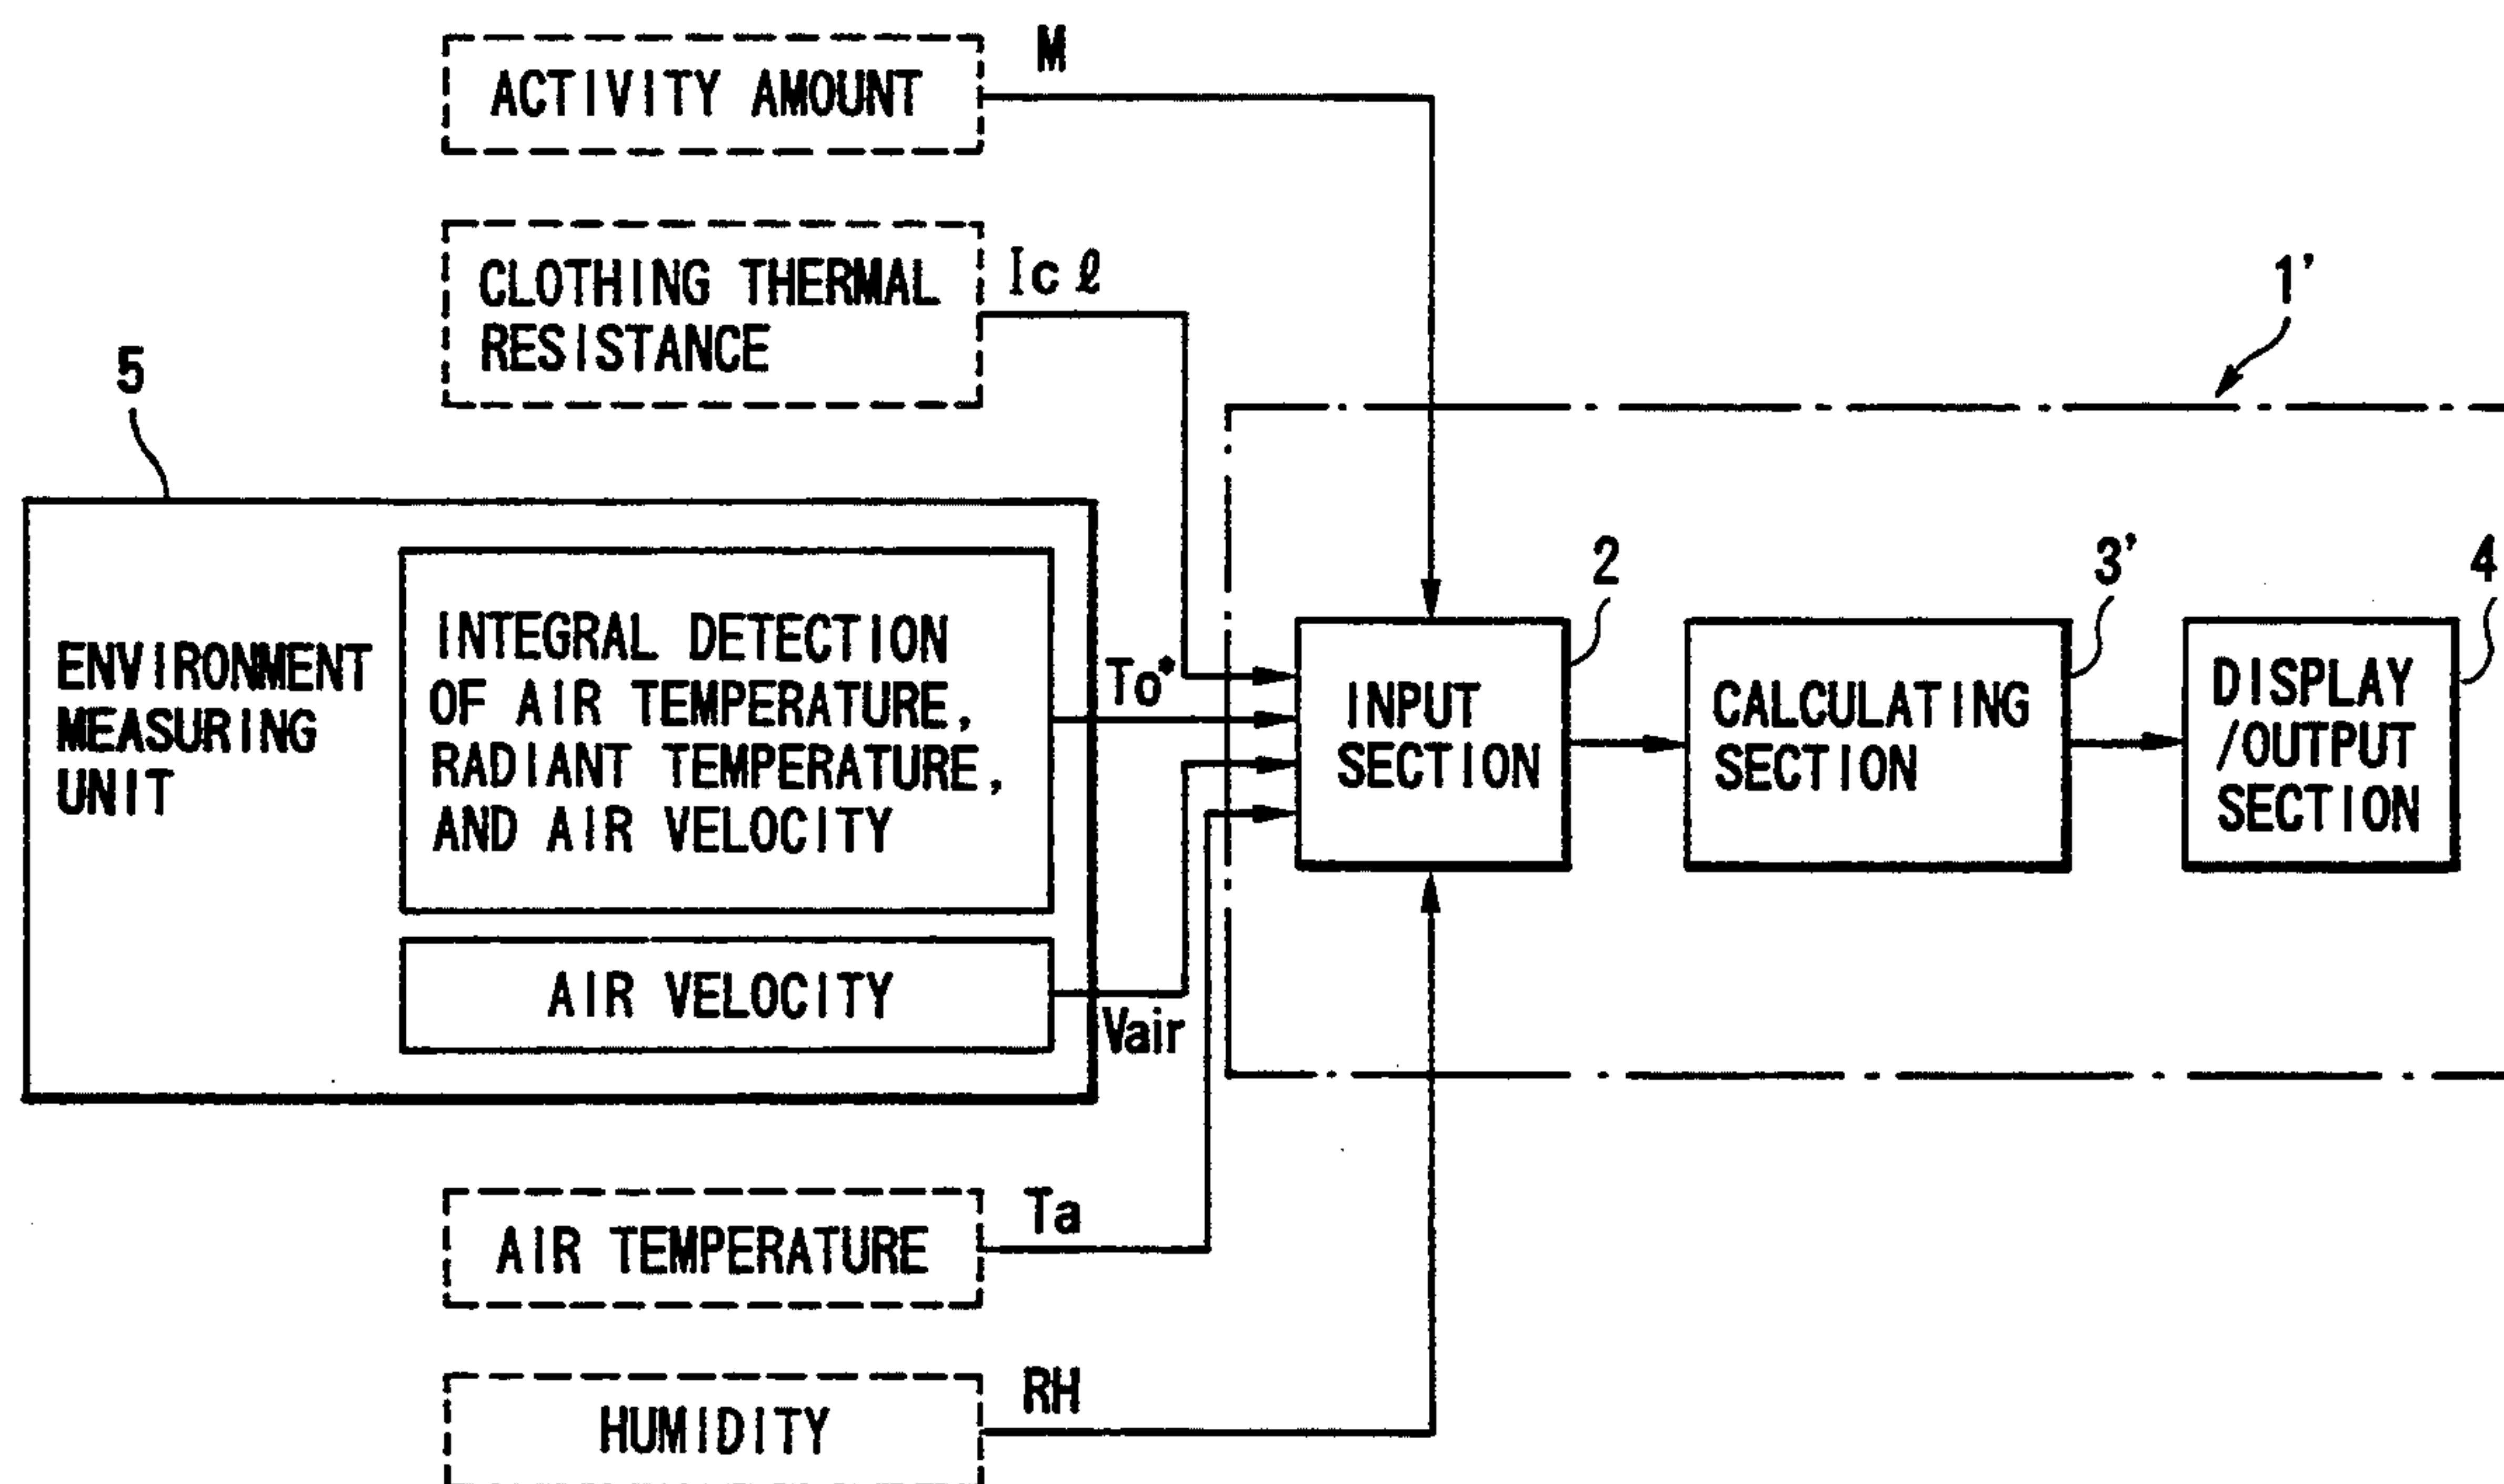 ACTIVITY AMOUNT
M
CLOTHING THERMAL
RESISTANCE
Icℓ
1'
5
ENVIRONMENT
MEASURING
UNIT
INTEGRAL DETECTION
OF AIR TEMPERATURE,
RADIANT TEMPERATURE,
AND AIR VELOCITY
To*
AIR VELOCITY
Vair
2
INPUT
SECTION
3'
CALCULATING
SECTION
4
DISPLAY
/OUTPUT
SECTION
AIR TEMPERATURE
Ta
HUMIDITY
RH